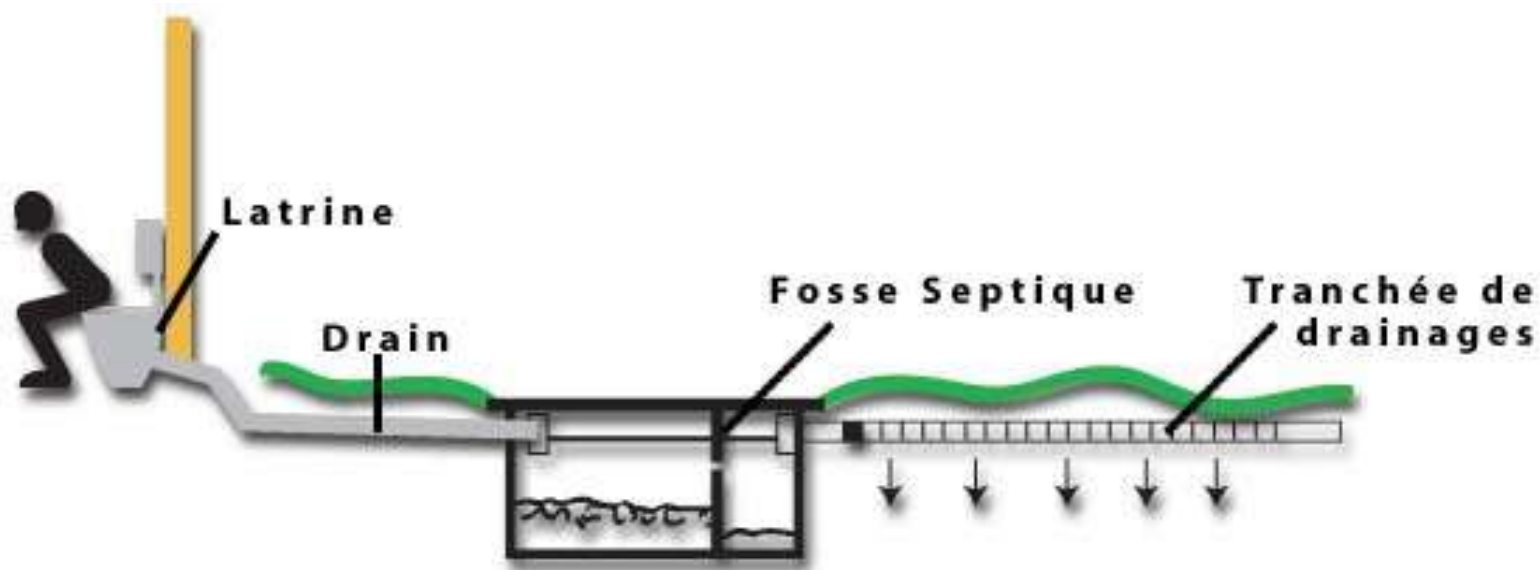 Latrine
Drain
Fosse Septique
Tranchée de
drainages